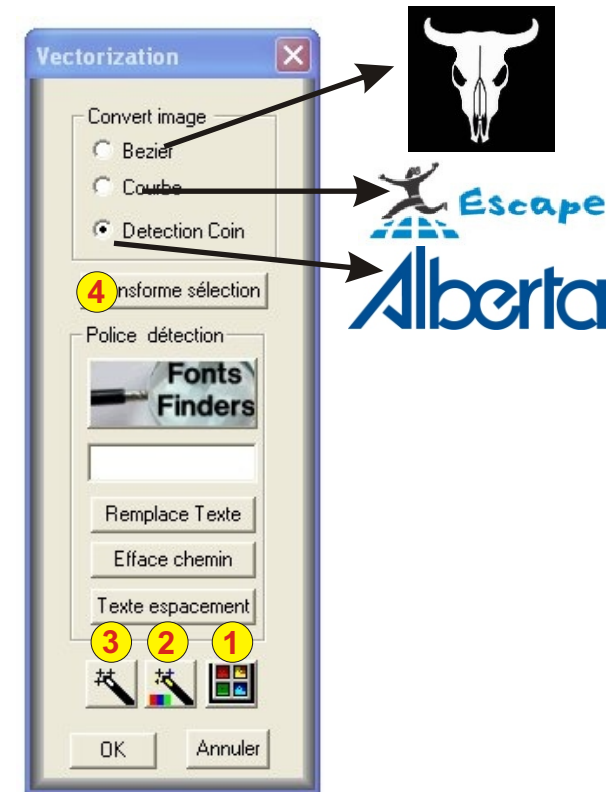 Vectorization
Convert image
Bezier
Courbe
Detection Coin
Escape
Alberta
4
nsforme sélection
Police détection
Fonts
Finders
Remplace Texte
Efface chemin
Texte espacement
3 2 1
OK Annuler